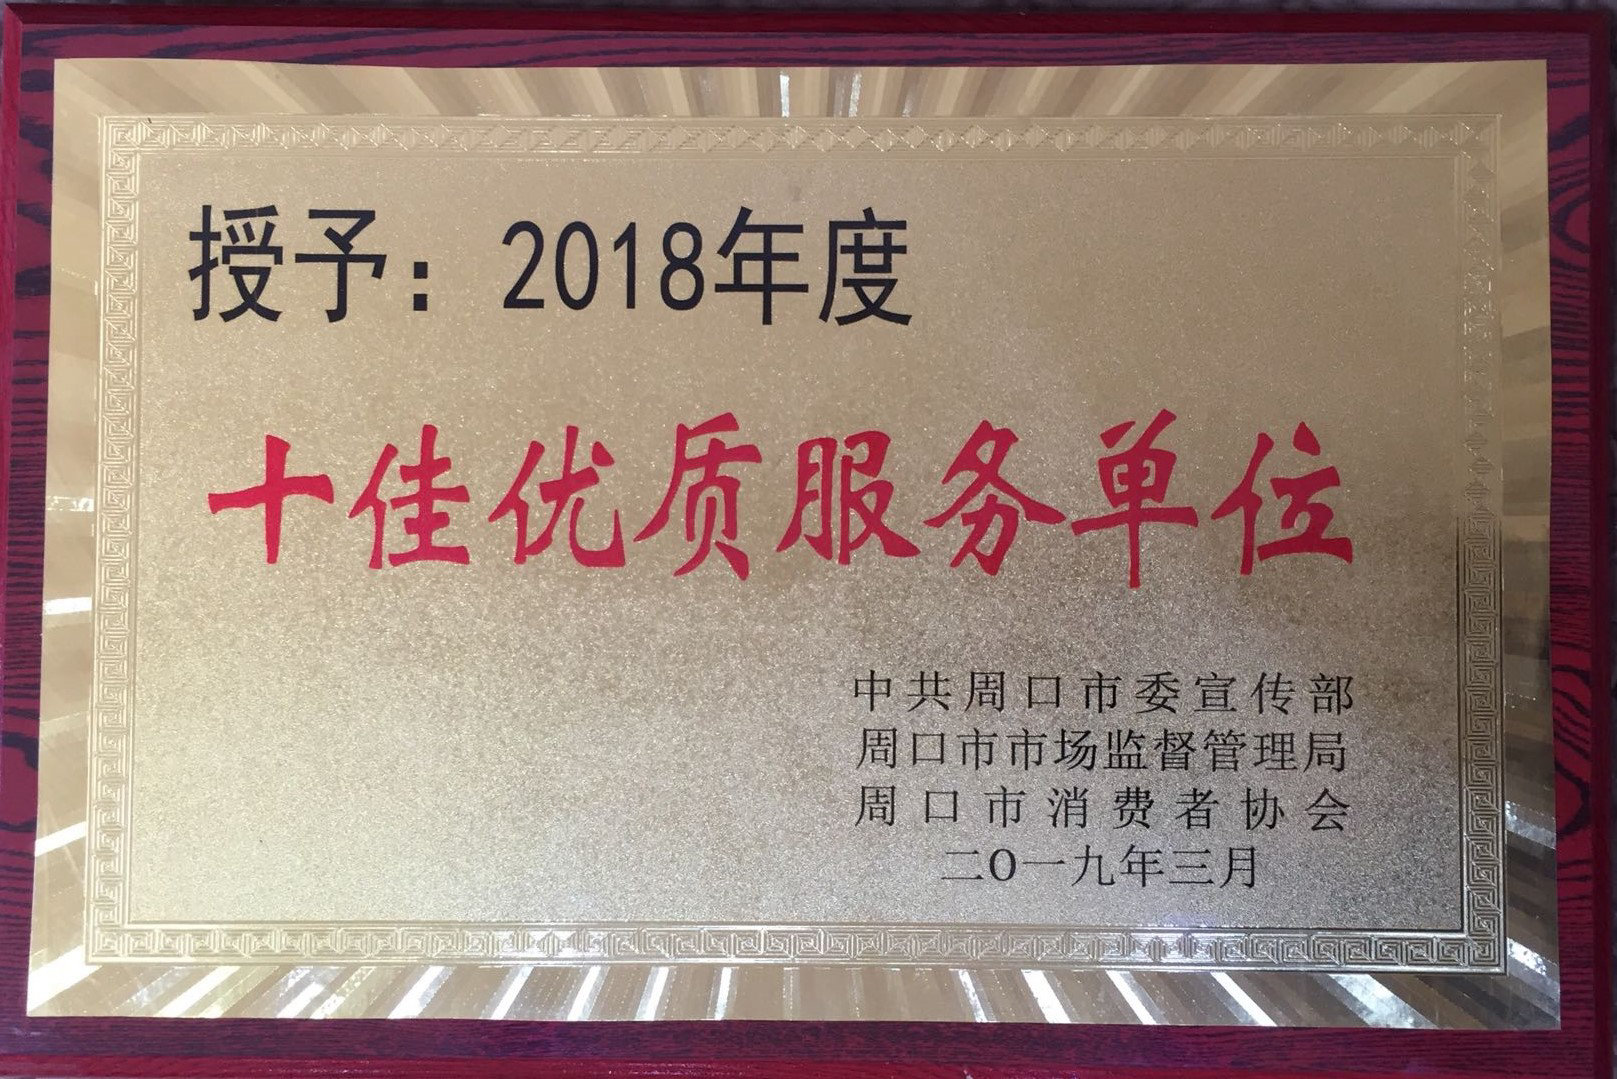 授予：2018年度
十佳优质服务单位
中共周口市委宣传部
周口市市场监督管理局
周口市消费者协会
二O一九年三月